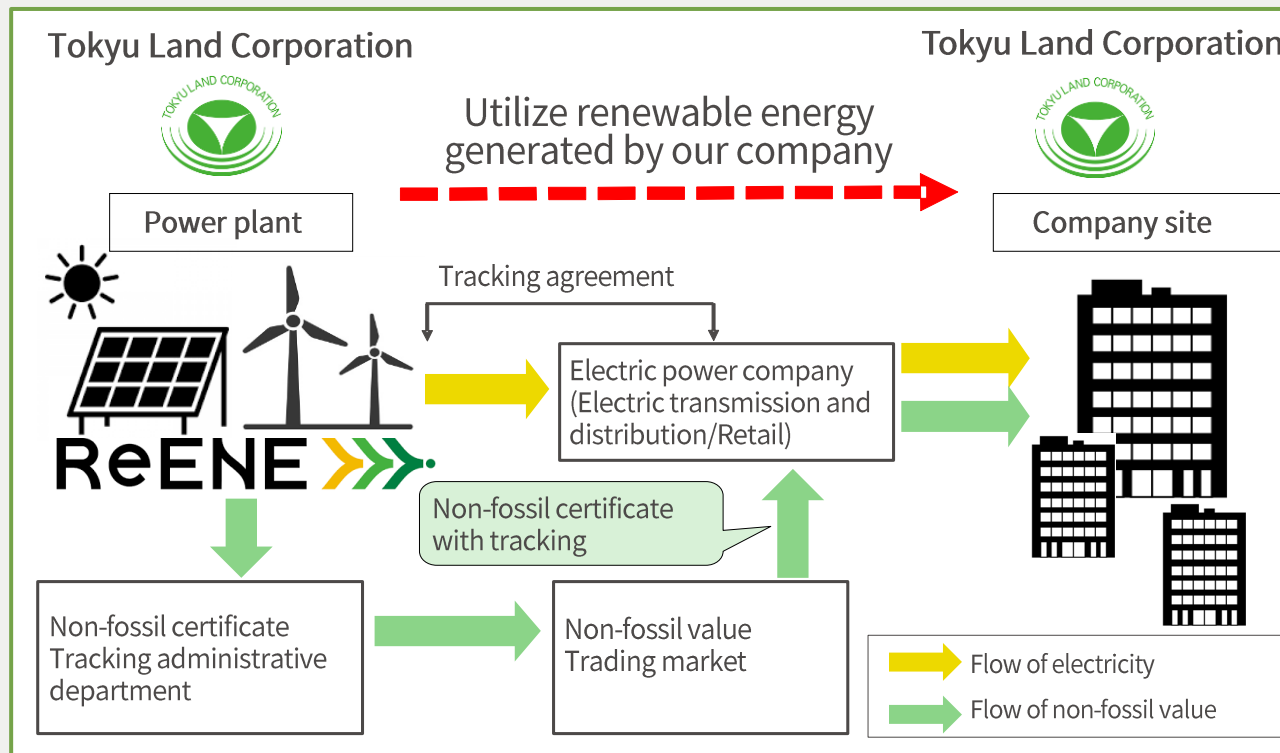 Tokyu Land Corporation
Tokyu Land Corporation
TOKYU LAND CORPORATION
TOKYU LAND CORPORATION
Utilize renewable energy
generated by our company
Power plant
Company site
Tracking agreement
Electric power company
(Electric transmission and
distribution/Retail)
ReENE
Non-fossil certificate
with tracking
Non-fossil certificate
Tracking administrative
department
Non-fossil value
Trading market
Flow of electricity
Flow of non-fossil value